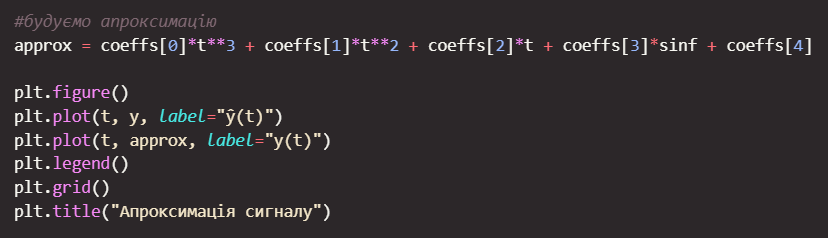 #будуємо апроксимацію
approx = coeffs[0]*t**3 + coeffs[1]*t**2 + coeffs[2]*t + coeffs[3]*sinf + coeffs[4]
plt.figure()
plt.plot(t, y, label="ŷ(t)")
plt.plot(t, approx, label="y(t)")
plt.legend()
plt.grid()
plt.title("Апроксимація сигналу")